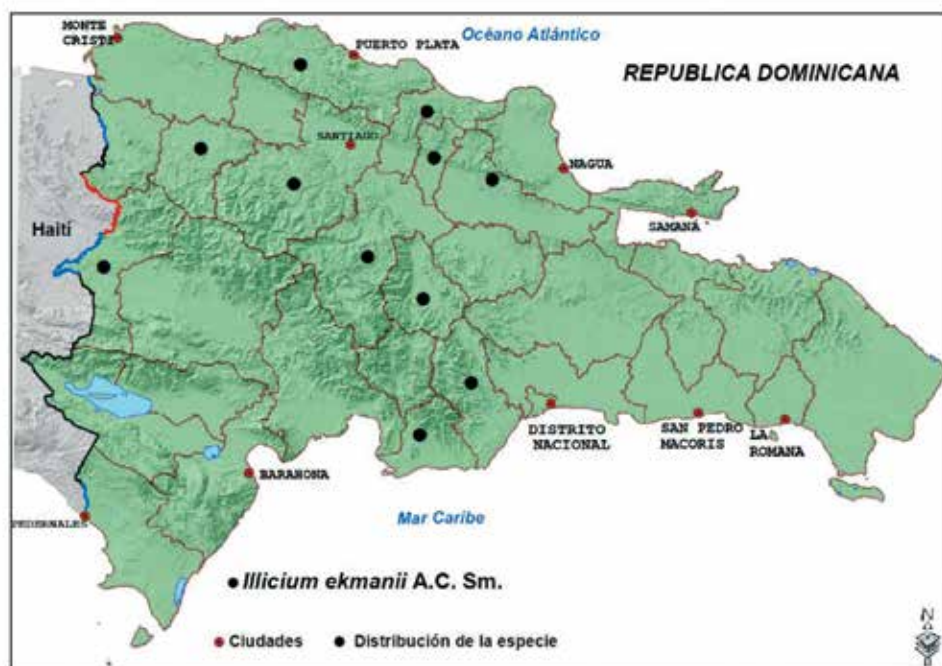 MONTE
CRISTI
Océano Atlántico
PUERTO PLATA
REPUBLICA DOMINICANA
SANTIAGO
NAGUA
Haití
SAMANÁ
DISTRITO
NACIONAL
SAN PEDRO
MACORIS
LA
ROMANA
BARAHONA
PEDERNALES
Mar Caribe
Illicium ekmanii A.C. Sm.
Ciudades
Distribución de la especie
N